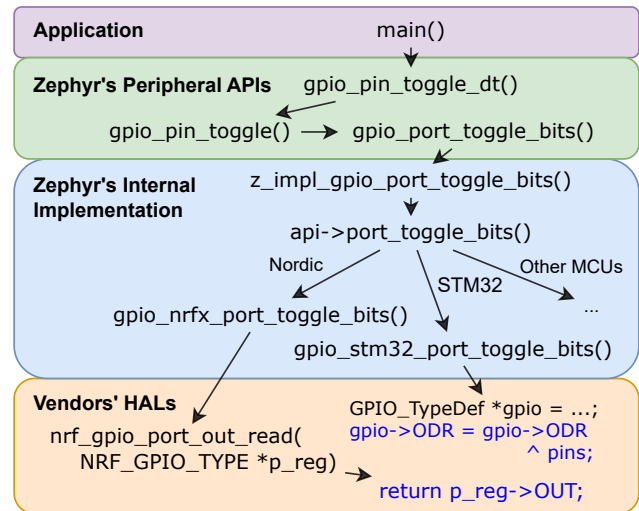 Application
main()
Zephyr's Peripheral APIs
gpio_pin_toggle_dt()
gpio_pin_toggle()
gpio_port_toggle_bits()
Zephyr's Internal
Implementation
z_impl_gpio_port_toggle_bits()
api->port_toggle_bits()
Nordic
STM32
Other MCUs
...
gpio_nrfx_port_toggle_bits()
gpio_stm32_port_toggle_bits()
Vendors' HALs
nrf_gpio_port_out_read(
NRF_GPIO_TYPE *p_reg)
GPIO_TypeDef *gpio = ...;
gpio->ODR = gpio->ODR
^ pins;
return p_reg->OUT;